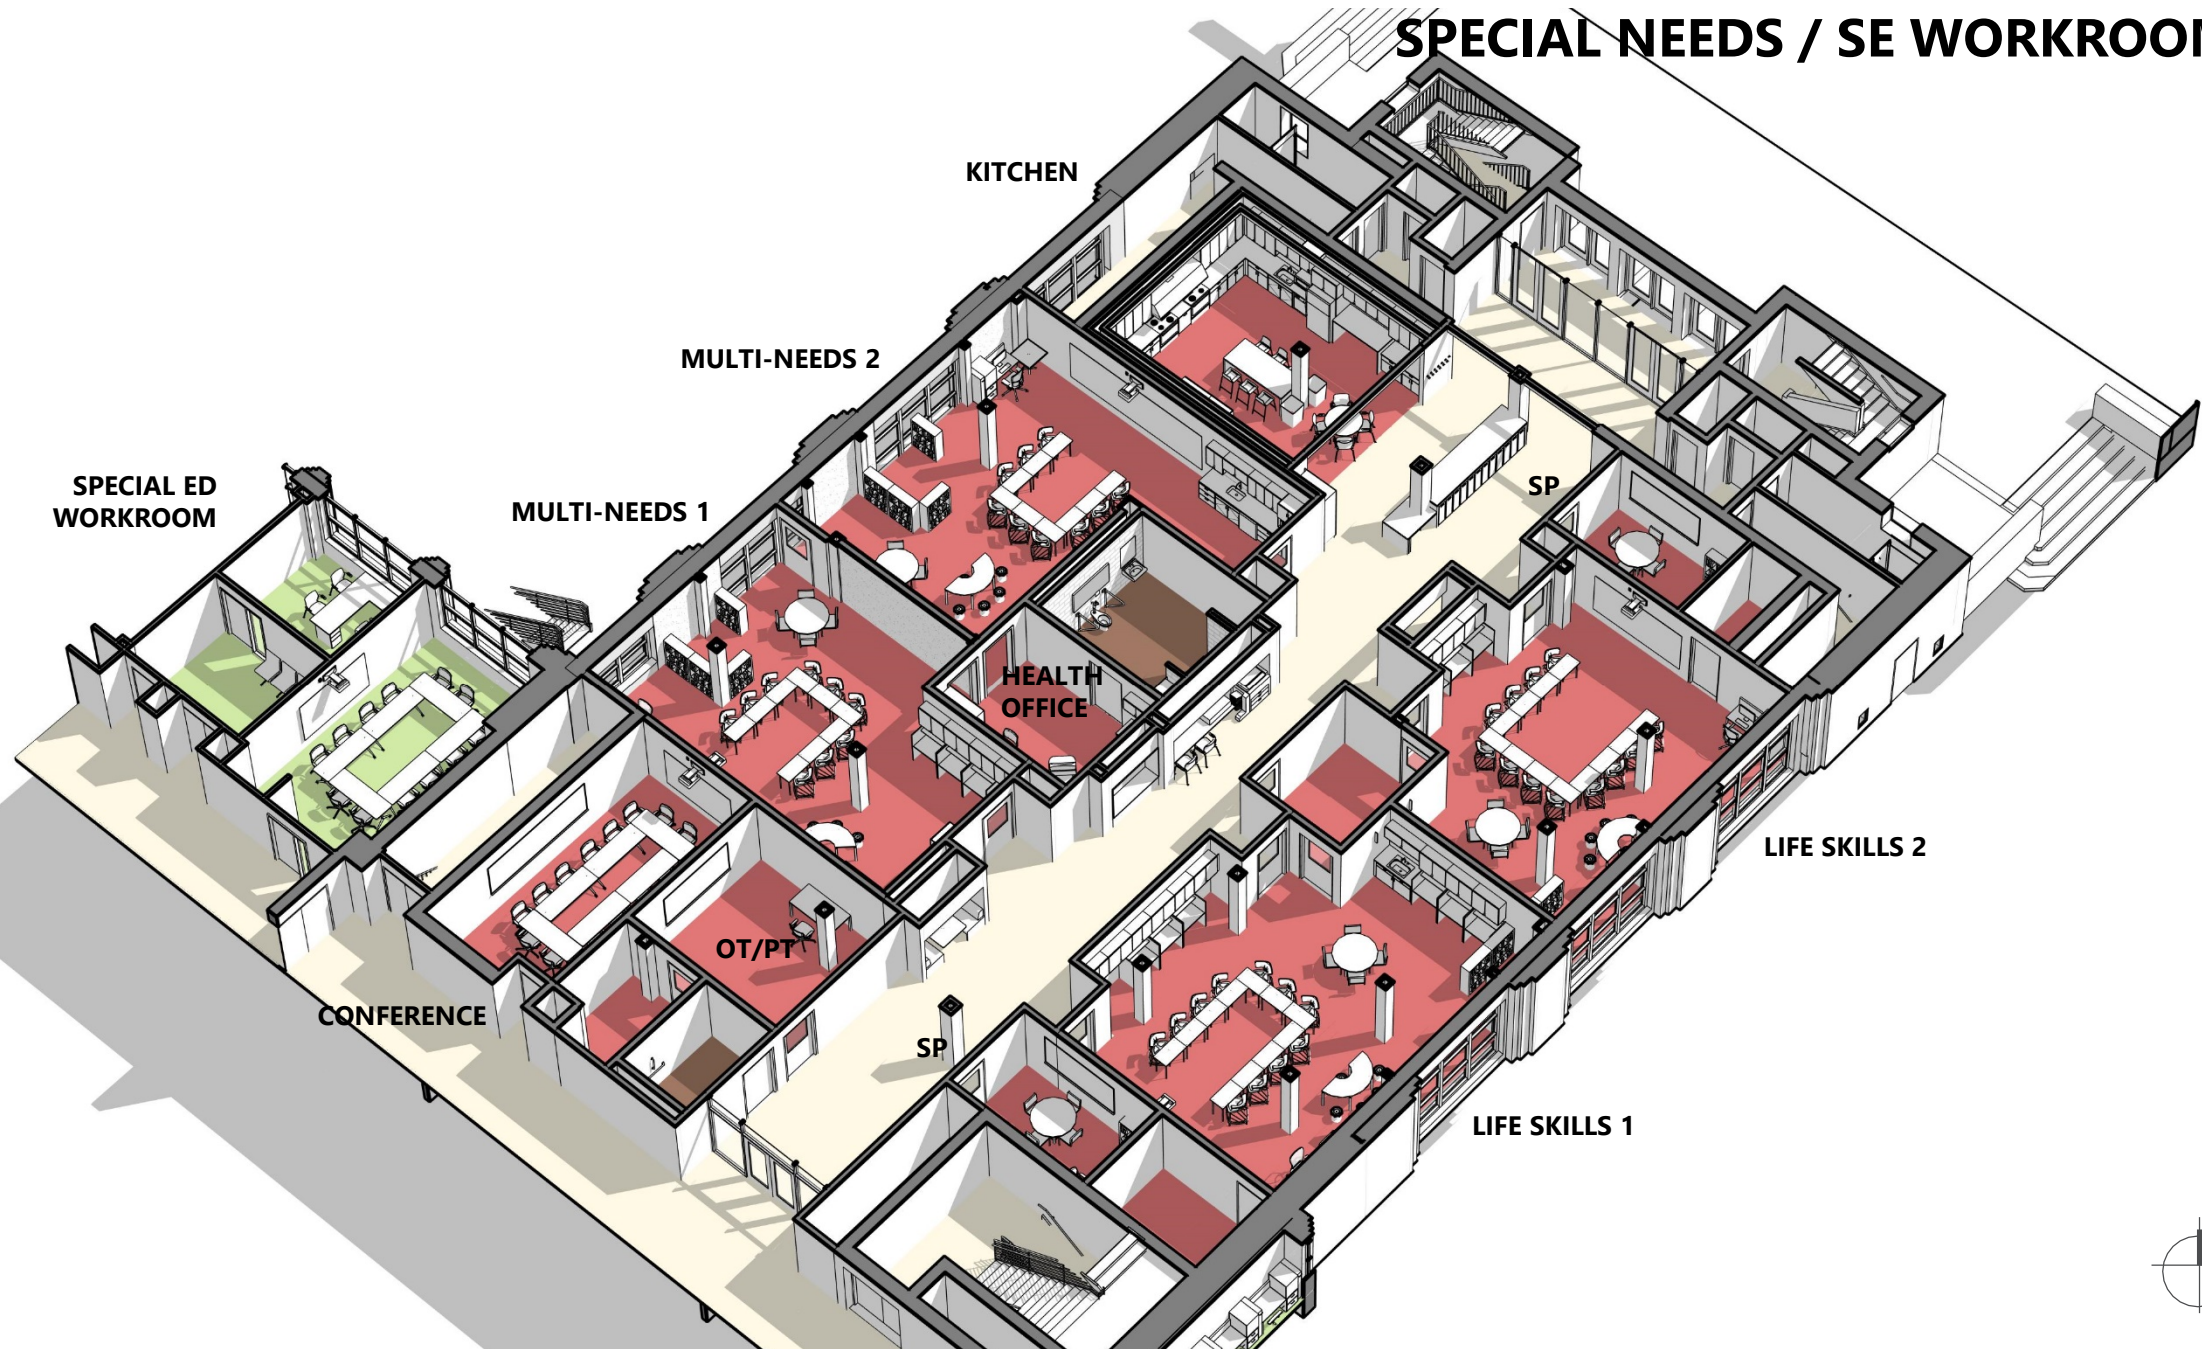 SPECIAL NEEDS / SE WORKROO
KITCHEN
MULTI-NEEDS 2
SPECIAL ED
WORKROOM
MULTI-NEEDS 1
SP
HEALTH
OFFICE
LIFE SKILLS 2
OT/PT
CONFERENCE
SP
LIFE SKILLS 1